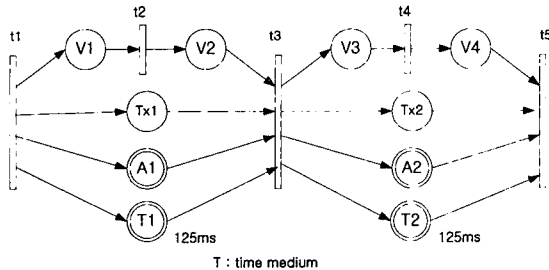 t1 t2 t3 t4 t5
V1 V2 V3 V4
Tx1 Tx2
A1 A2
T1 T2
125ms 125ms
T : time medium